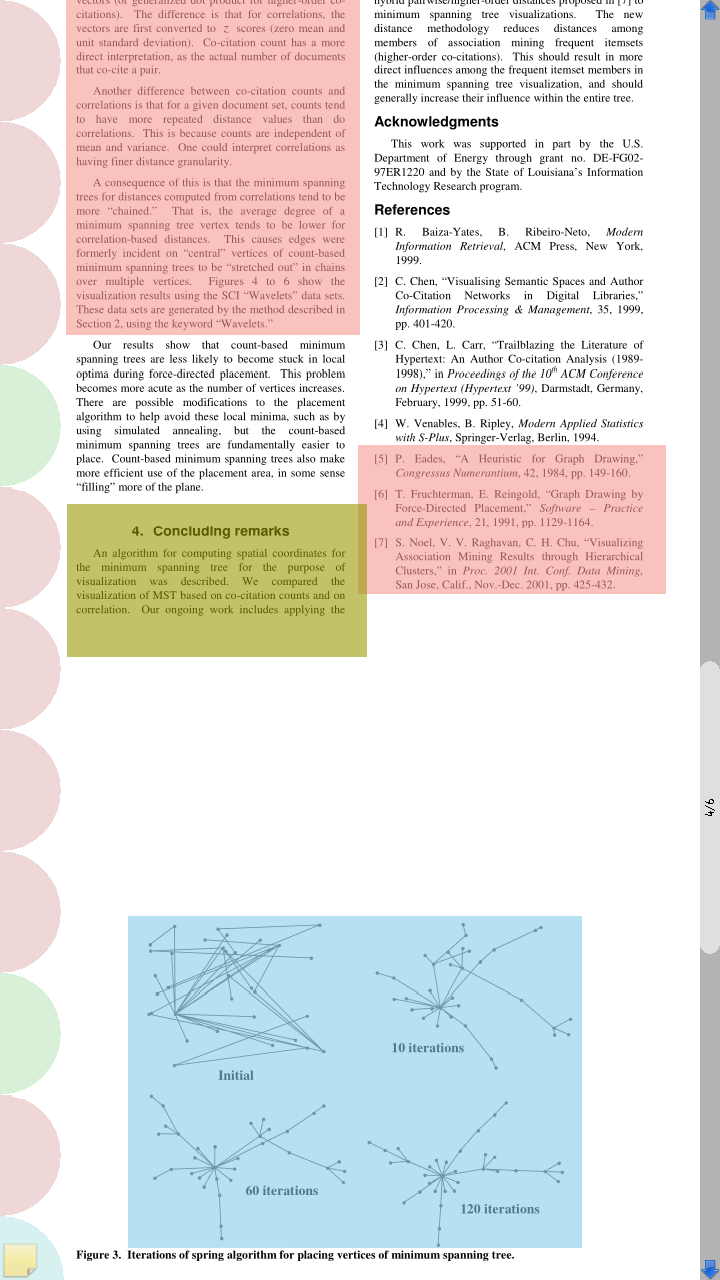 vectors (or generalized dot product for higher-order co-
citations). The difference is that for correlations, the
vectors are first converted to z scores (zero mean and
unit standard deviation). Co-citation count has a more
direct interpretation, as the actual number of documents
that co-cite a pair.
Another difference between co-citation counts and
correlations is that for a given document set, counts tend
to have more repeated distance values than do
correlations. This is because counts are independent of
mean and variance. One could interpret correlations as
having finer distance granularity.
A consequence of this is that the minimum spanning
trees for distances computed from correlations tend to be
more “chained.” That is, the average degree of a
minimum spanning tree vertex tends to be lower for
correlation-based distances. This causes edges were
formerly incident on “central” vertices of count-based
minimum spanning trees to be “stretched out” in chains
over multiple vertices. Figures 4 to 6 show the
visualization results using the SCI “Wavelets” data sets.
These data sets are generated by the method described in
Section 2, using the keyword “Wavelets.”
Our results show that count-based minimum
spanning trees are less likely to become stuck in local
optima during force-directed placement. This problem
becomes more acute as the number of vertices increases.
There are possible modifications to the placement
algorithm to help avoid these local minima, such as by
using simulated annealing, but the count-based
minimum spanning trees are fundamentally easier to
place. Count-based minimum spanning trees also make
more efficient use of the placement area, in some sense
“filling” more of the plane.
4. Concluding remarks
An algorithm for computing spatial coordinates for
the minimum spanning tree for the purpose of
visualization was described. We compared the
visualization of MST based on co-citation counts and on
correlation. Our ongoing work includes applying the
hybrid pairwise/higher-order distances proposed in [7] to
minimum spanning tree visualizations. The new
distance methodology reduces distances among
members of association mining frequent itemsets
(higher-order co-citations). This should result in more
direct influences among the frequent itemset members in
the minimum spanning tree visualization, and should
generally increase their influence within the entire tree.
Acknowledgments
This work was supported in part by the U.S.
Department of Energy through grant no. DE-FG02-
97ER1220 and by the State of Louisiana’s Information
Technology Research program.
References
[1] R. Baiza-Yates, B. Ribeiro-Neto, Modern
Information Retrieval, ACM Press, New York,
1999.
[2] C. Chen, “Visualising Semantic Spaces and Author
Co-Citation Networks in Digital Libraries,”
Information Processing & Management, 35, 1999,
pp. 401-420.
[3] C. Chen, L. Carr, “Trailblazing the Literature of
Hypertext: An Author Co-citation Analysis (1989-
1998),” in Proceedings of the 10th ACM Conference
on Hypertext (Hypertext ’99), Darmstadt, Germany,
February, 1999, pp. 51-60.
[4] W. Venables, B. Ripley, Modern Applied Statistics
with S-Plus, Springer-Verlag, Berlin, 1994.
[5] P. Eades, “A Heuristic for Graph Drawing,”
Congressus Numerantium, 42, 1984, pp. 149-160.
[6] T. Fruchterman, E. Reingold, “Graph Drawing by
Force-Directed Placement,” Software – Practice
and Experience, 21, 1991, pp. 1129-1164.
[7] S. Noel, V. V. Raghavan, C. H. Chu, “Visualizing
Association Mining Results through Hierarchical
Clusters,” in Proc. 2001 Int. Conf. Data Mining,
San Jose, Calif., Nov.-Dec. 2001, pp. 425-432.
4/6
Initial
10 iterations
60 iterations
120 iterations
Figure 3. Iterations of spring algorithm for placing vertices of minimum spanning tree.